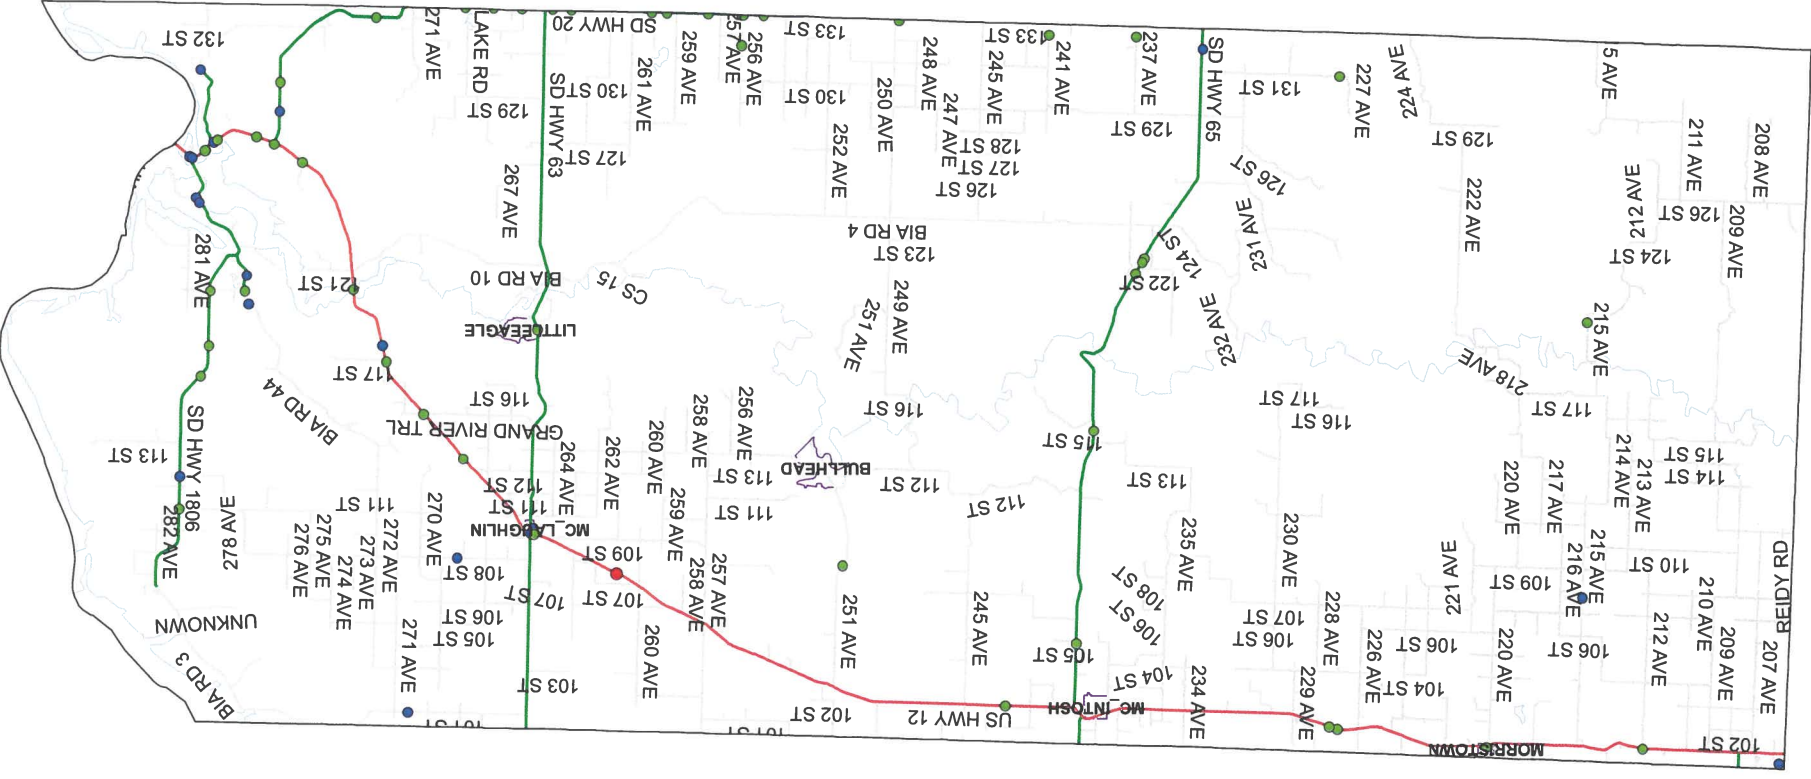 132 ST
271 AVE
LAKE RD
SD HWY 20
259 AVE
257 AVE
256 AVE
133 ST
248 AVE
245 AVE
133 ST
241 AVE
237 AVE
SD HWY 65
131 ST
227 AVE
224 AVE
5 AVE
129 ST
SD HWY 63
130 ST
261 AVE
130 ST
250 AVE
247 AVE
129 ST
129 ST
211 AVE
208 AVE
127 ST
252 AVE
128 ST
127 ST
126 ST
126 ST
267 AVE
222 AVE
212 AVE
126 ST
209 AVE
281 AVE
BIA RD 4
123 ST
124 ST
231 AVE
124 ST
121 ST
BIA RD 10
CS 15
122 ST
LITTLEEAGLE
251 AVE
249 AVE
232 AVE
215 AVE
117 ST
218 AVE
BIA RD 44
116 ST
GRAND RIVER TRL
258 AVE
256 AVE
116 ST
117 ST
116 ST
117 ST
113 ST
SD HWY 1806
264 AVE
262 AVE
260 AVE
BULLHEAD
115 ST
115 ST
114 ST
112 ST
113 ST
112 ST
113 ST
220 AVE
217 AVE
214 AVE
213 AVE
282 AVE
278 AVE
111 ST
270 AVE
111 ST
259 AVE
111 ST
112 ST
MC_LAUGHLIN
276 AVE
275 AVE
274 AVE
273 AVE
272 AVE
109 ST
235 AVE
230 AVE
221 AVE
215 AVE
216 AVE
110 ST
REIDY RD
108 ST
107 ST
107 ST
258 AVE
257 AVE
108 ST
109 ST
UNKNOWN
106 ST
105 ST
106 ST
107 ST
106 ST
228 AVE
210 AVE
271 AVE
260 AVE
251 AVE
245 AVE
105 ST
226 AVE
106 ST
220 AVE
106 ST
212 AVE
209 AVE
207 AVE
BIA RD 3
103 ST
104 ST
234 AVE
229 AVE
104 ST
102 ST
US HWY 12
MC_INTOSH
MORRISTOWN
102 ST